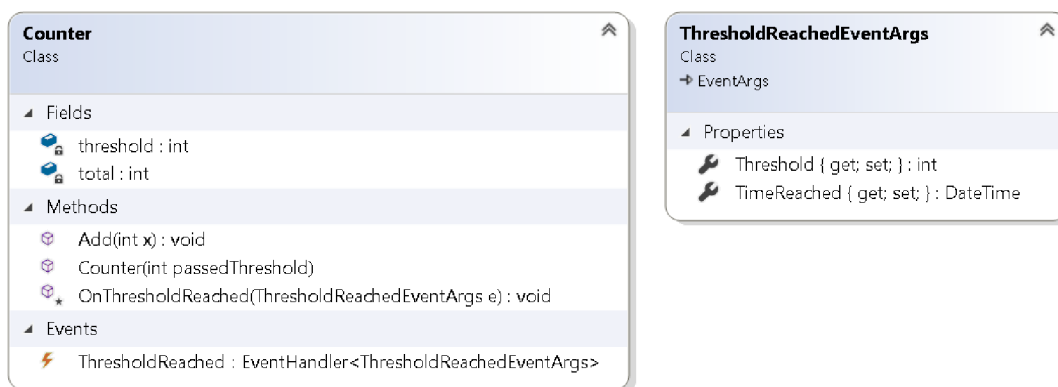 Counter
Class
Fields
threshold : int
total : int
Methods
Add(int x) : void
Counter(int passedThreshold)
OnThresholdReached(ThresholdReachedEventArgs e) : void
Events
ThresholdReached : EventHandler<ThresholdReachedEventArgs>
ThresholdReachedEventArgs
Class
EventArgs
Properties
Threshold { get; set; } : int
TimeReached { get; set; } : DateTime